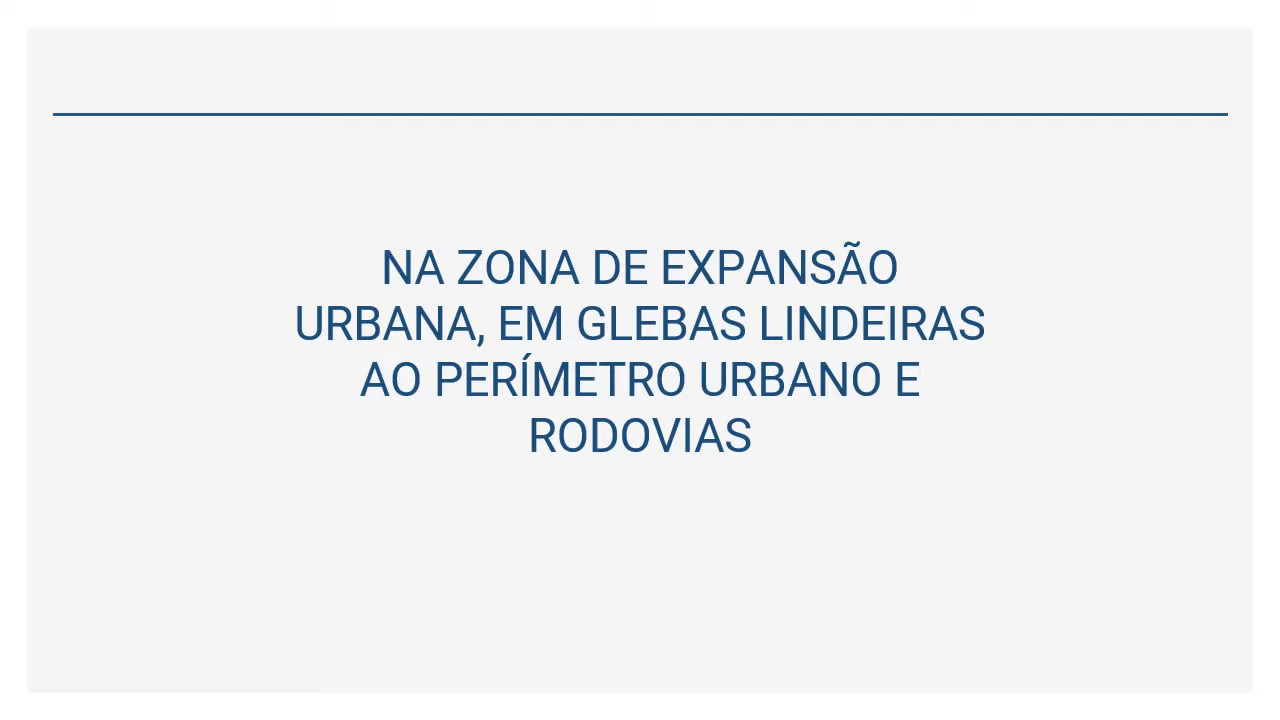 NA ZONA DE EXPANSÃO
URBANA, EM GLEBAS LINDEIRAS
AO PERÍMETRO URBANO E
RODOVIAS